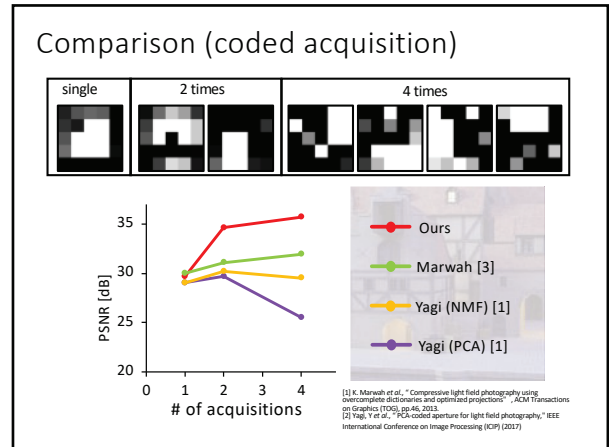 Comparison (coded acquisition)
single 2 times 4 times
35
30
25
20
PSNR [dB]
0 1 2 3 4
# of acquisitions
Ours
Marwah [3]
Yagi (NMF) [1]
Yagi (PCA) [1]
[1] K. Marwah et al., " Compressive light field photography using
overcomplete dictionaries and optimized projections" , ACM Transactions
on Graphics (TOG), pp.46, 2013.
[2] Yagi, Y et al., " PCA-coded aperture for light field photography," IEEE
International Conference on Image Processing (ICIP) (2017)